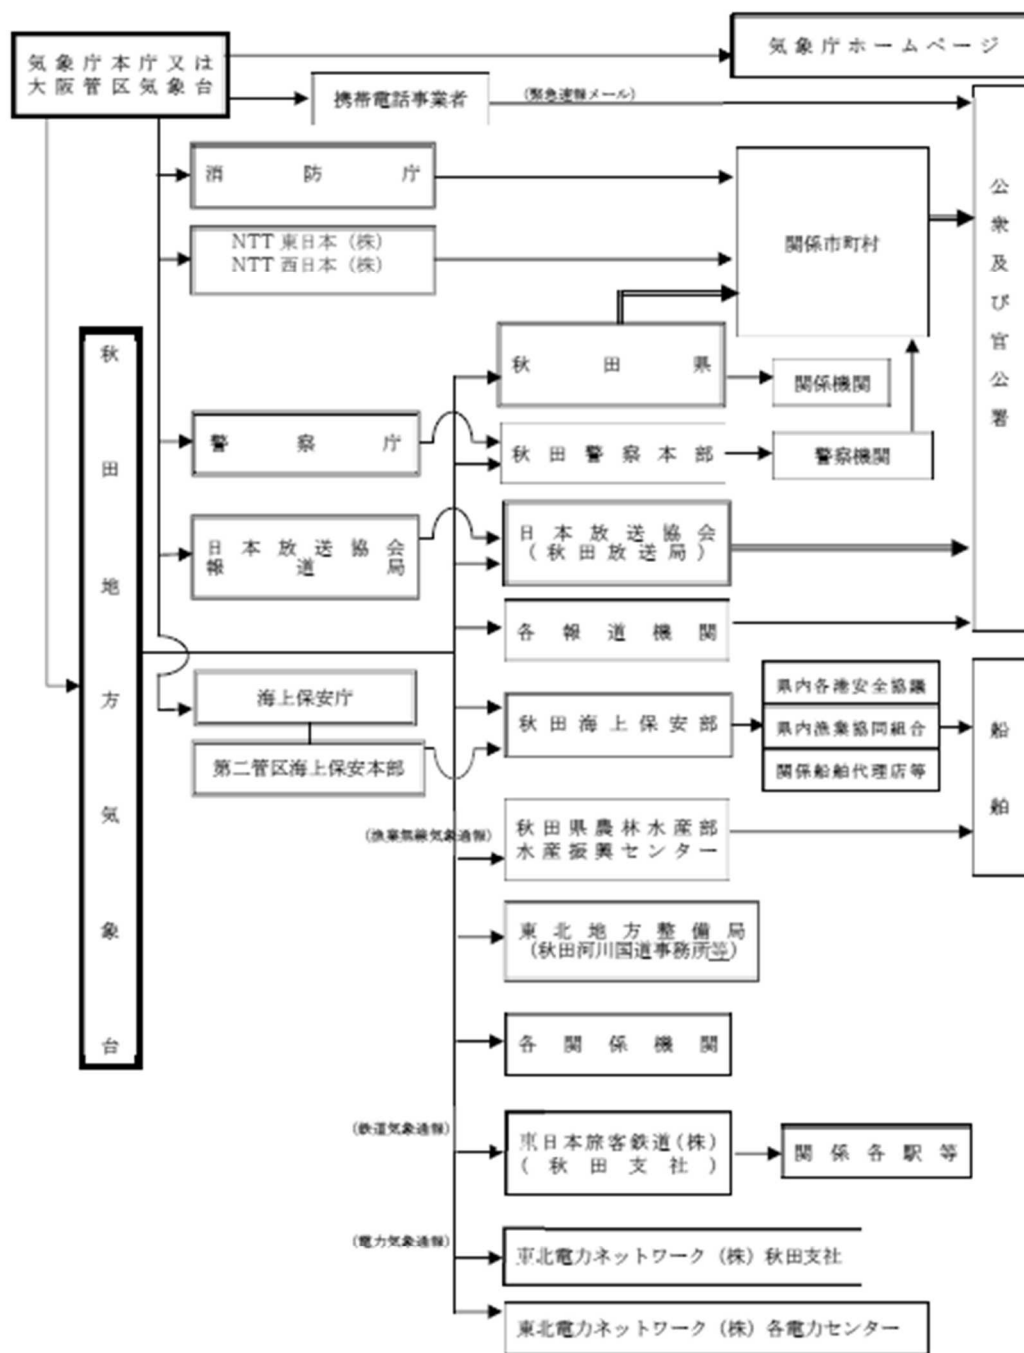 気象庁本庁又は
大阪管区気象台
気象庁ホームページ
携帯電話事業者
(緊急速報メール)
消防庁
NTT 東日本（株）
NTT 西日本（株）
関係市町村
公衆及び官公署
秋田地方気象台
秋田県
関係機関
警察庁
秋田警察本部
警察機関
日本放送協会
報道局
日本放送協会
(秋田放送局)
各報道機関
海上保安庁
第二管区海上保安本部
秋田海上保安部
県内各港安全協議
県内漁業協同組合
関係船舶代理店等
船舶
(漁業無線気象通報)
秋田県農林水産部
水産振興センター
東北地方整備局
(秋田河川国道事務所等)
各関係機関
(鉄道気象通報)
東日本旅客鉄道(株)
(秋田支社)
関係各駅等
(電力気象通報)
東北電力ネットワーク（株）秋田支社
東北電力ネットワーク（株）各電力センター